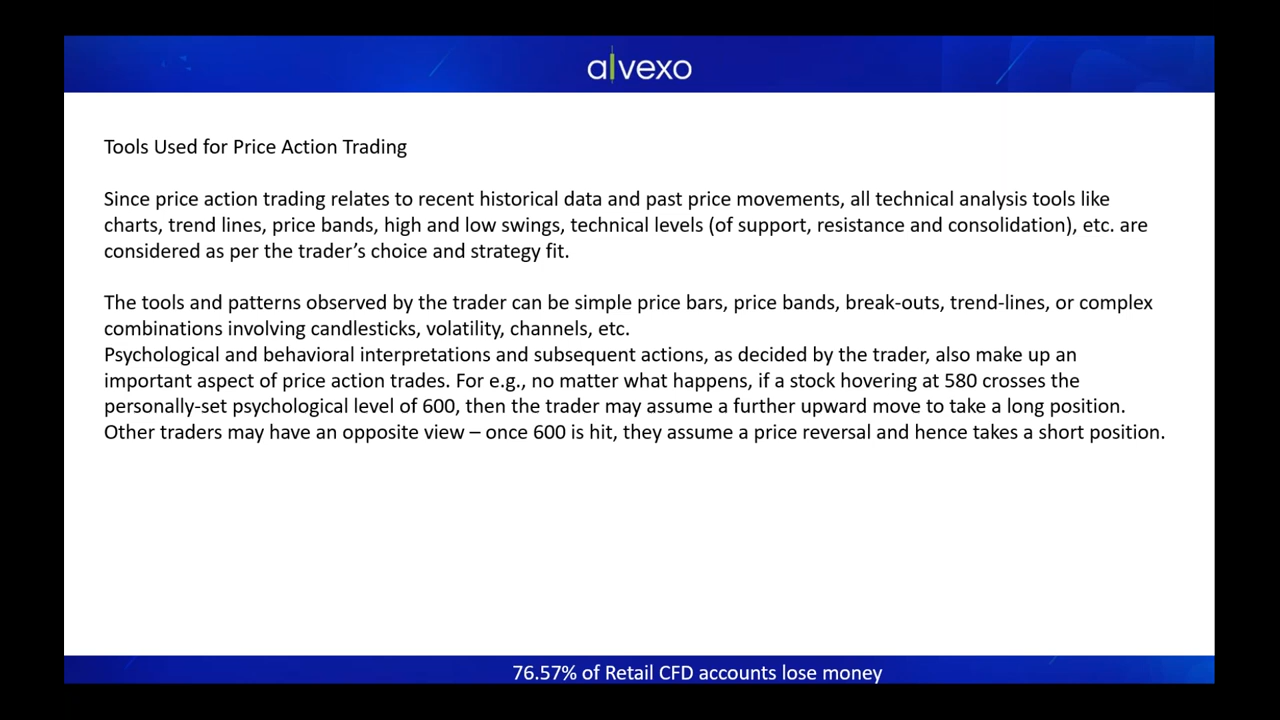 alvexo
Tools Used for Price Action Trading
Since price action trading relates to recent historical data and past price movements, all technical analysis tools like
charts, trend lines, price bands, high and low swings, technical levels (of support, resistance and consolidation), etc. are
considered as per the trader’s choice and strategy fit.
The tools and patterns observed by the trader can be simple price bars, price bands, break-outs, trend-lines, or complex
combinations involving candlesticks, volatility, channels, etc.
Psychological and behavioral interpretations and subsequent actions, as decided by the trader, also make up an
important aspect of price action trades. For e.g., no matter what happens, if a stock hovering at 580 crosses the
personally-set psychological level of 600, then the trader may assume a further upward move to take a long position.
Other traders may have an opposite view – once 600 is hit, they assume a price reversal and hence takes a short position.
76.57% of Retail CFD accounts lose money